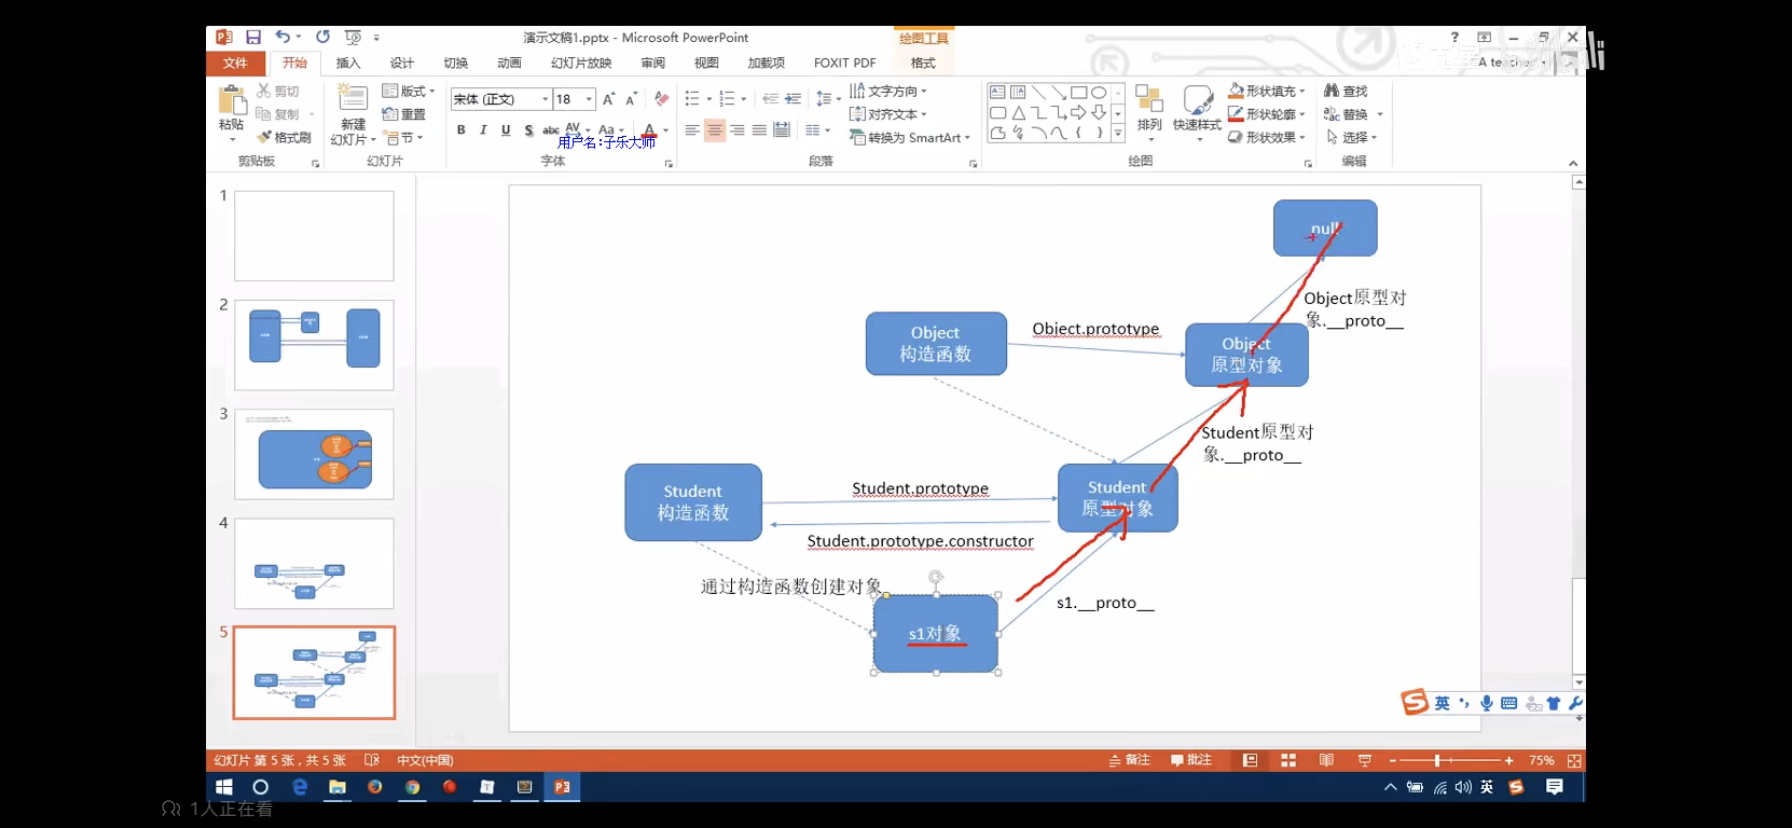 演示文稿1.pptx - Microsoft PowerPoint
绘图工具
文件 开始 插入 设计 切换 动画 幻灯片放映 审阅 视图 加载项 FOXIT PDF 格式
A teacher
粘贴
剪切
复制
格式刷
剪贴板
新建
幻灯片
版式
重置
节
幻灯片
宋体 (正文) 18
B I U S abc AV Aa A
用户名:子乐大师
字体
文字方向
对齐文本
转换为 SmartArt
段落
排列
快速样式
形状填充
形状轮廓
形状效果
绘图
查找
替换
选择
编辑
1
2
3
4
5
null
Object原型对
象.__proto__
Object
构造函数
Object.prototype
Object
原型对象
Student原型对
象.__proto__
Student
构造函数
Student.prototype
Student
原型对象
Student.prototype.constructor
通过构造函数创建对象
s1对象
s1.__proto__
英
幻灯片 第 5 张，共 5 张 中文(中国)
备注 批注 75%
英
1人正在看